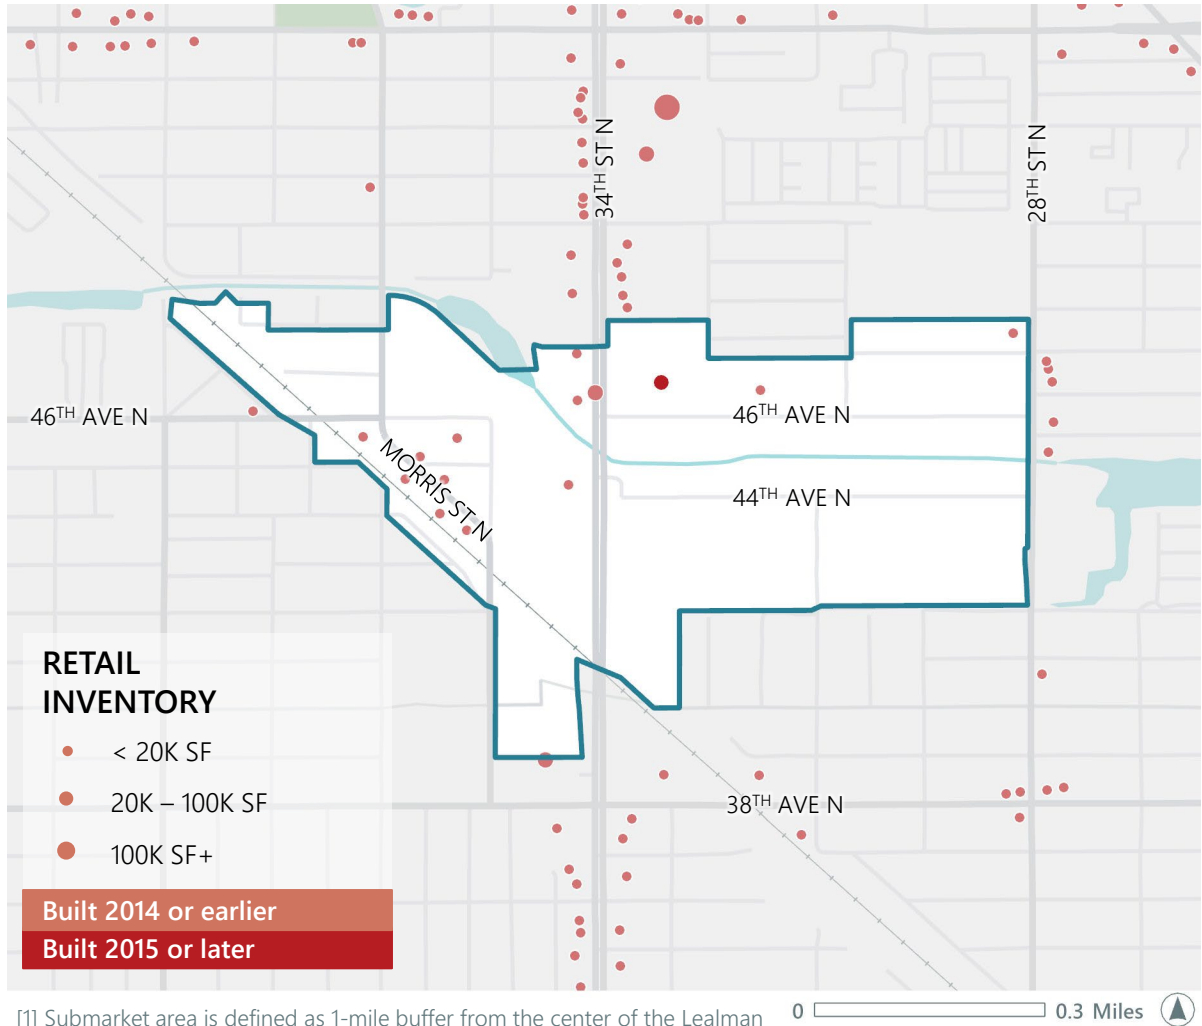 34TH ST N
28TH ST N
46TH AVE N
46TH AVE N
MORRIS ST N
44TH AVE N
38TH AVE N
RETAIL
INVENTORY
< 20K SF
20K – 100K SF
100K SF+
Built 2014 or earlier
Built 2015 or later
[1] Submarket area is defined as 1-mile buffer from the center of the Lealman
0 0.3 Miles